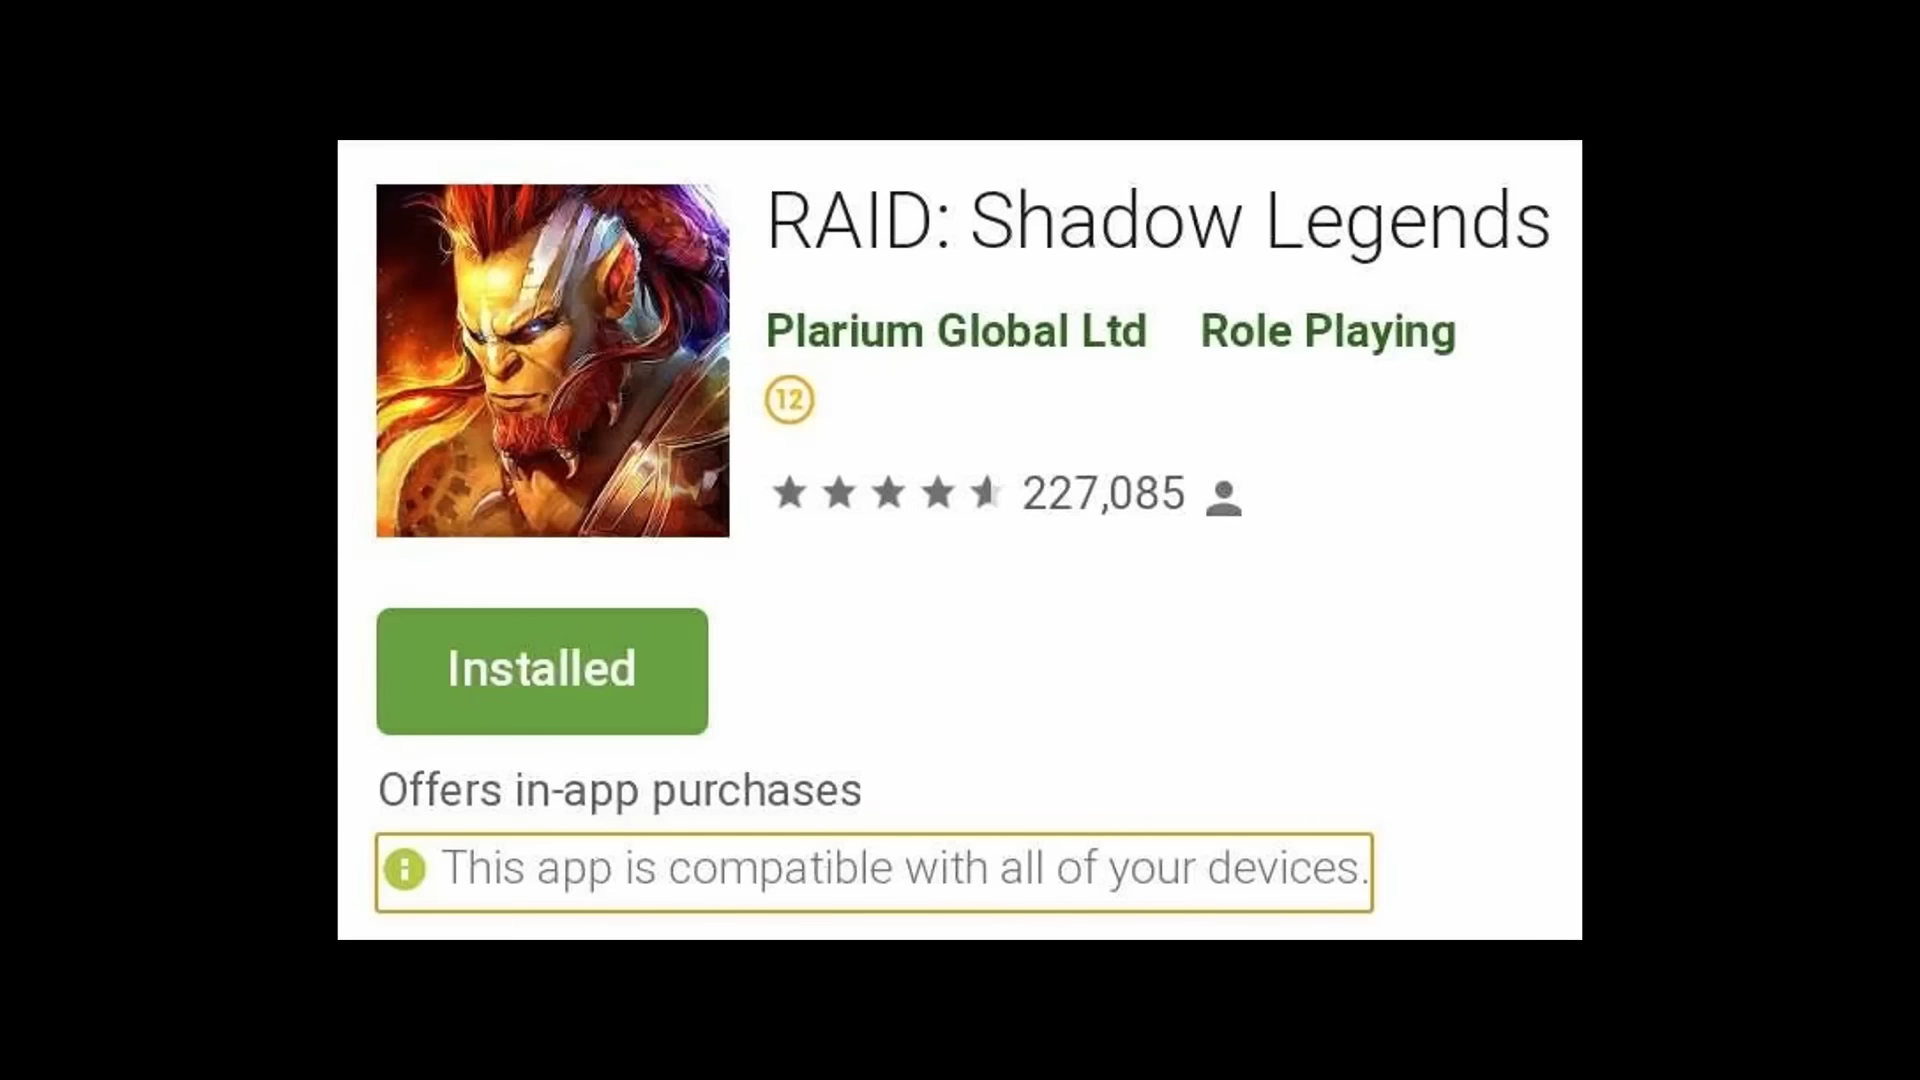 RAID: Shadow Legends
Plarium Global Ltd Role Playing
12
227,085
Installed
Offers in-app purchases
This app is compatible with all of your devices.